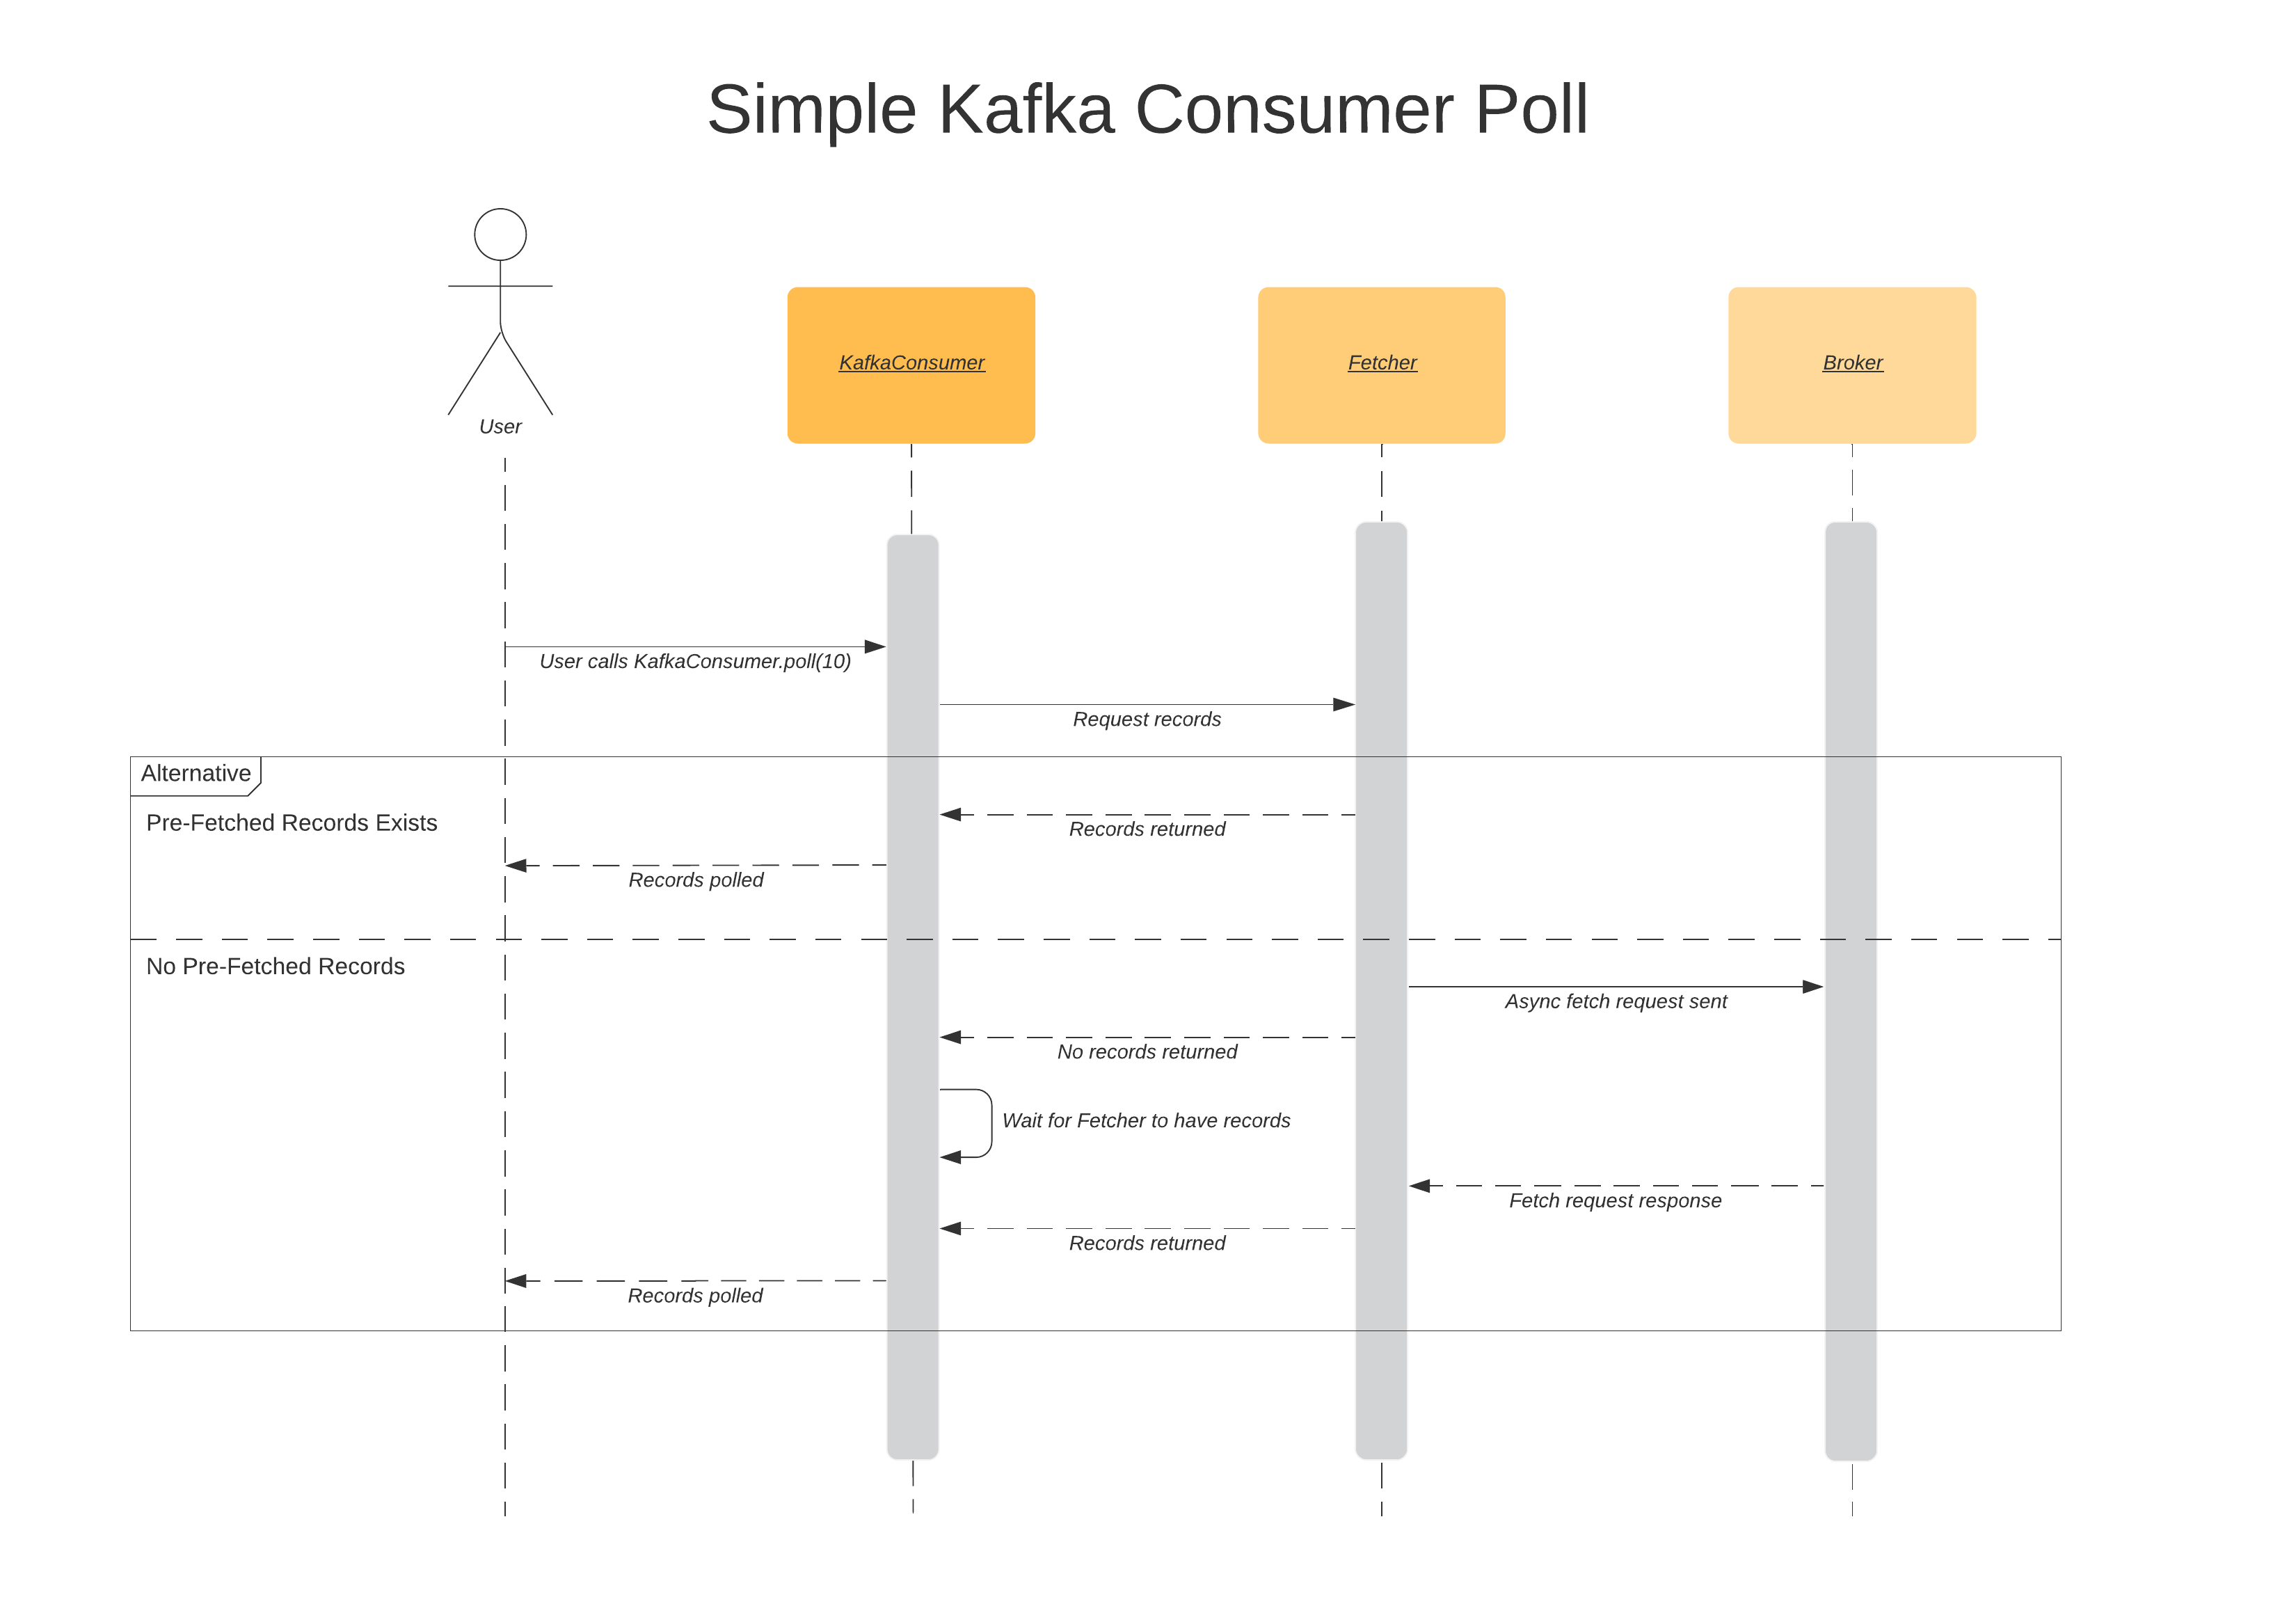 Simple Kafka Consumer Poll
User
KafkaConsumer
Fetcher
Broker
User calls KafkaConsumer.poll(10)
Request records
Alternative
Pre-Fetched Records Exists
Records returned
Records polled
No Pre-Fetched Records
Async fetch request sent
No records returned
Wait for Fetcher to have records
Fetch request response
Records returned
Records polled